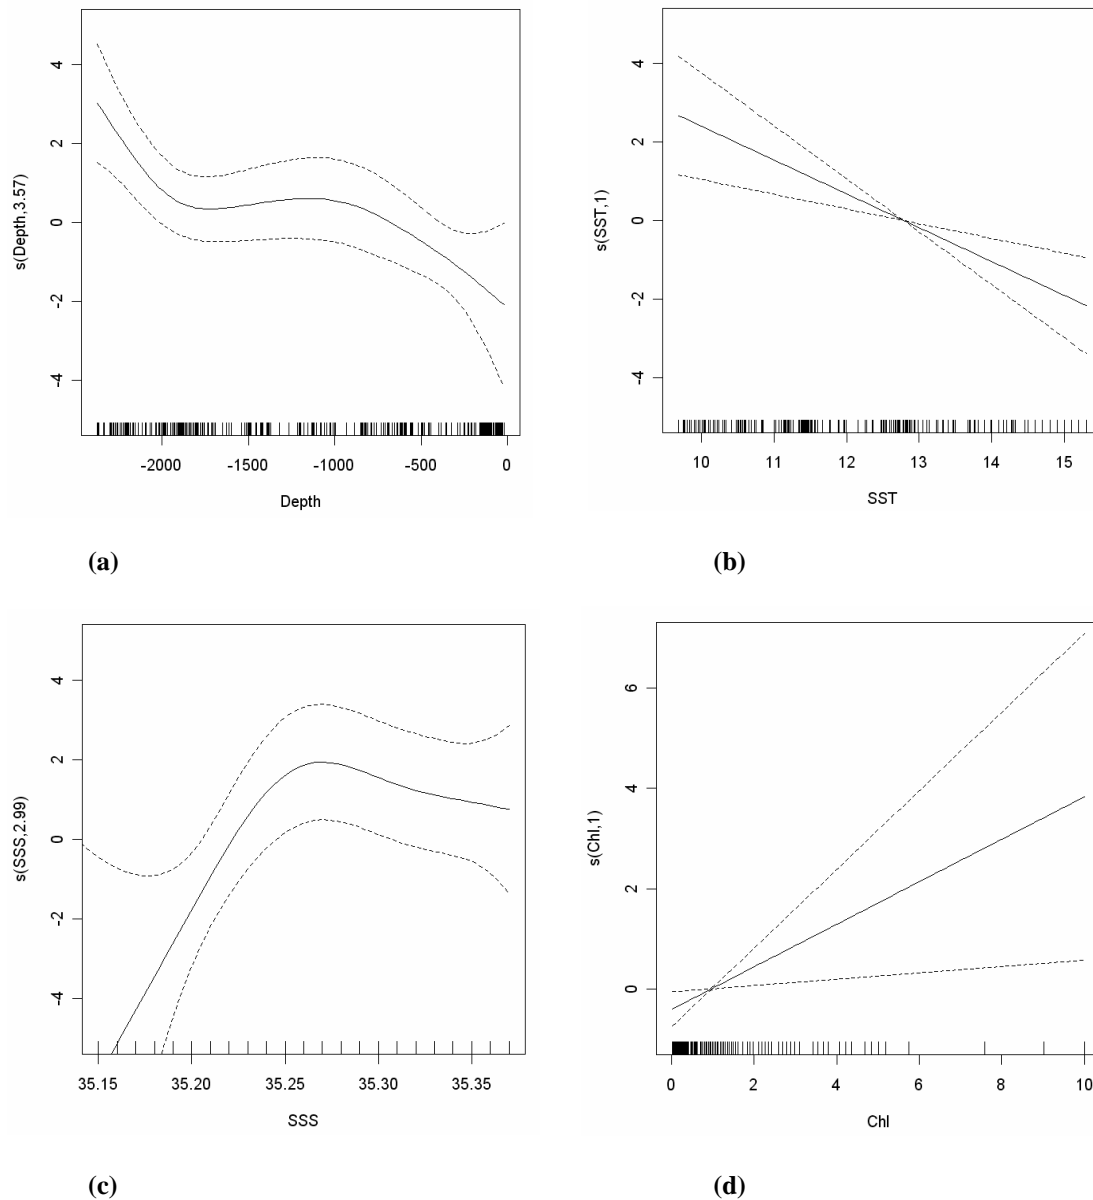 4
2
0
-2
-4
s(Depth,3.57)
-2000 -1500 -1000 -500 0
Depth
(a)
4
2
0
-2
-4
s(SST,1)
10 11 12 13 14 15
SST
(b)
4
2
0
-2
-4
s(SSS,2.99)
35.15 35.20 35.25 35.30 35.35
SSS
(c)
6
4
2
0
s(Chl,1)
0 2 4 6 8 10
Chl
(d)